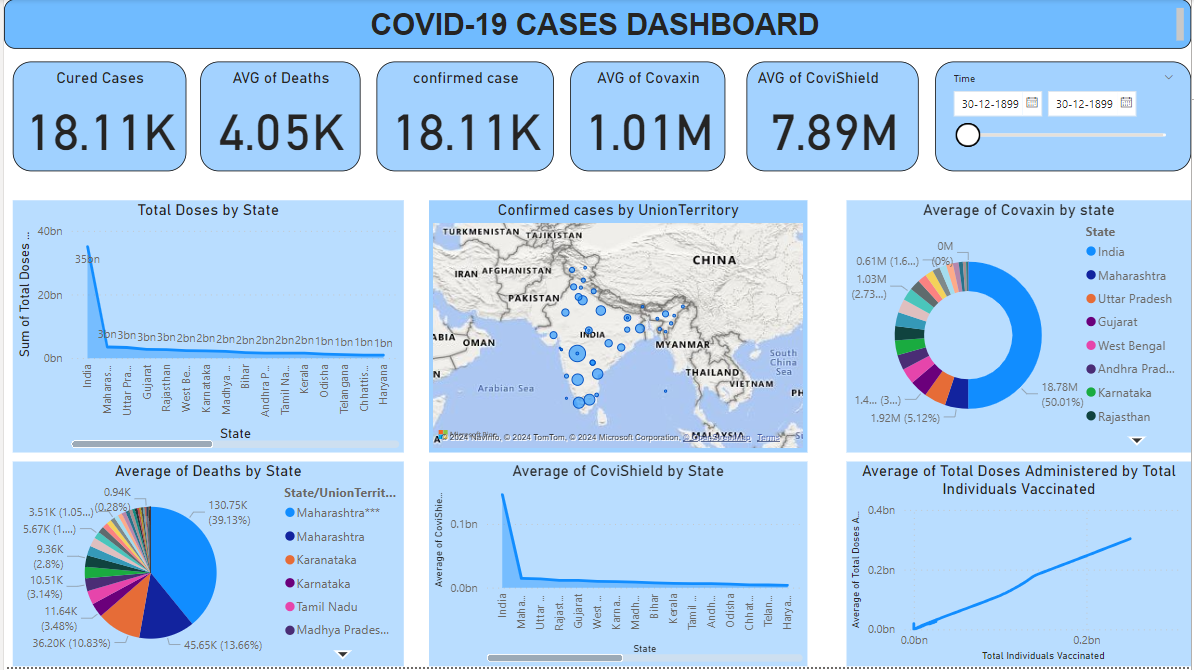 COVID-19 CASES DASHBOARD
Cured Cases
18.11K
AVG of Deaths
4.05K
confirmed case
18.11K
AVG of Covaxin
1.01M
AVG of CoviShield
7.89M
Time
30-12-1899
30-12-1899
Total Doses by State
Sum of Total Doses ...
40bn
20bn
0bn
35bn
3bn 3bn 3bn 3bn 2bn 2bn 2bn 2bn 2bn 2bn 2bn 1bn 1bn 1bn 1bn
India
Maharas...
Uttar Pra...
Gujarat
Rajasthan
West Be...
Karnataka
Madhya ...
Bihar
Andhra P...
Tamil Na...
Kerala
Odisha
Telangana
Chhattis...
Haryana
State
Confirmed cases by UnionTerritory
TURKMENISTAN
TAJIKISTAN
CHINA
IRAN
AFGHANISTAN
PAKISTAN
ABIA
OMAN
INDIA
MYANMAR
THAILAND
VIETNAM
South
China
Sea
Arabian Sea
PH
MALAYSIA
© 2024 NavInfo, © 2024 TomTom, © 2024 Microsoft Corporation, © OpenStreetMap Terms
Average of Covaxin by state
0M
(0%)
0.61M (1.6...)
1.03M
(2.73...)
1.4... (3...)
1.92M (5.12%)
18.78M
(50.01%)
State
India
Maharashtra
Uttar Pradesh
Gujarat
West Bengal
Andhra Prad...
Karnataka
Rajasthan
Average of Deaths by State
0.94K
(0.28%)
3.51K (1.05...)
5.67K (1....)
9.36K
(2.8%)
10.51K
(3.14%)
11.64K
(3.48%)
36.20K (10.83%)
45.65K (13.66%)
130.75K
(39.13%)
State/UnionTerrit...
Maharashtra***
Maharashtra
Karanataka
Karnataka
Tamil Nadu
Madhya Prades...
Average of CoviShield by State
Average of CoviShie...
0.1bn
0.0bn
India
Maha...
Uttar ...
Rajast...
Gujarat
West ...
Karna...
Madh...
Bihar
Kerala
Tamil ...
Andh...
Odisha
Chhat...
Telan...
Harya...
State
Average of Total Doses Administered by Total
Individuals Vaccinated
Average of Total Doses A...
0.4bn
0.2bn
0.0bn
0.0bn
0.2bn
Total Individuals Vaccinated